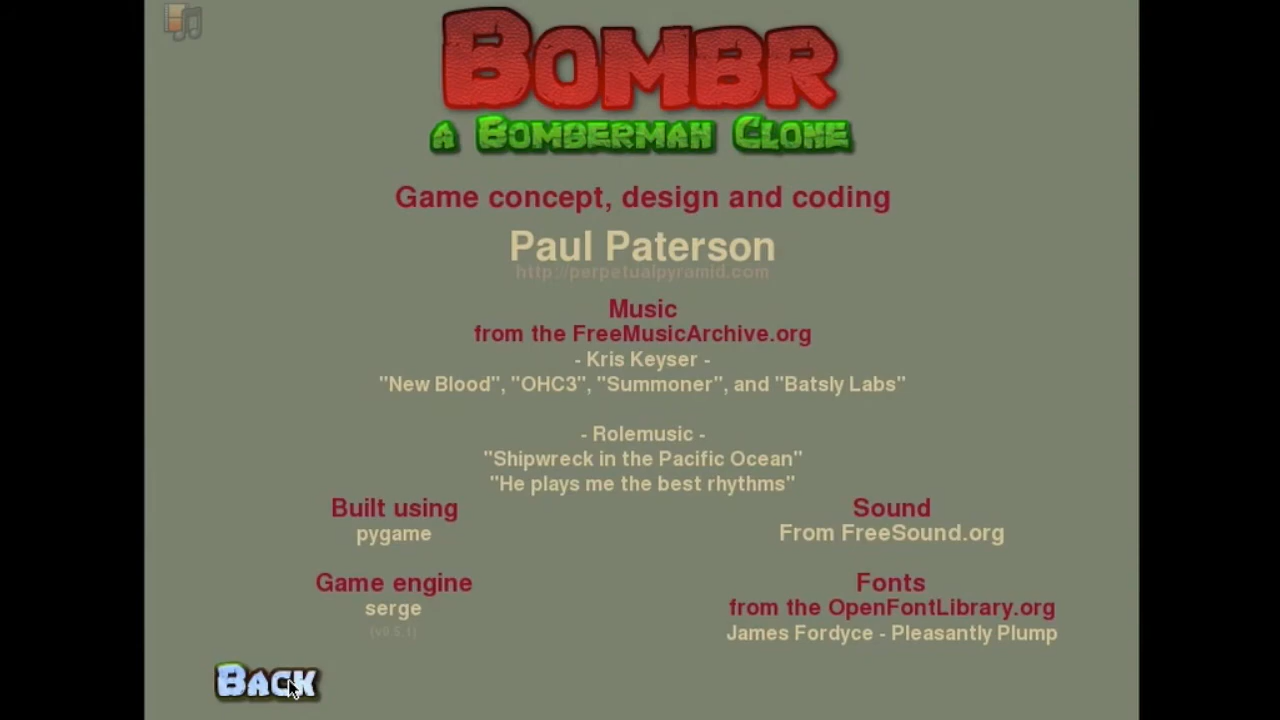 BOMBR
A BOMBERMAN CLONE
Game concept, design and coding
Paul Paterson
http://perpetualpyramid.com
Music
from the FreeMusicArchive.org
- Kris Keyser -
"New Blood", "OHC3", "Summoner", and "Batsly Labs"
- Rolemusic -
"Shipwreck in the Pacific Ocean"
"He plays me the best rhythms"
Built using
pygame
Sound
From FreeSound.org
Game engine
serge
(v0.5.1)
Fonts
from the OpenFontLibrary.org
James Fordyce - Pleasantly Plump
BACK